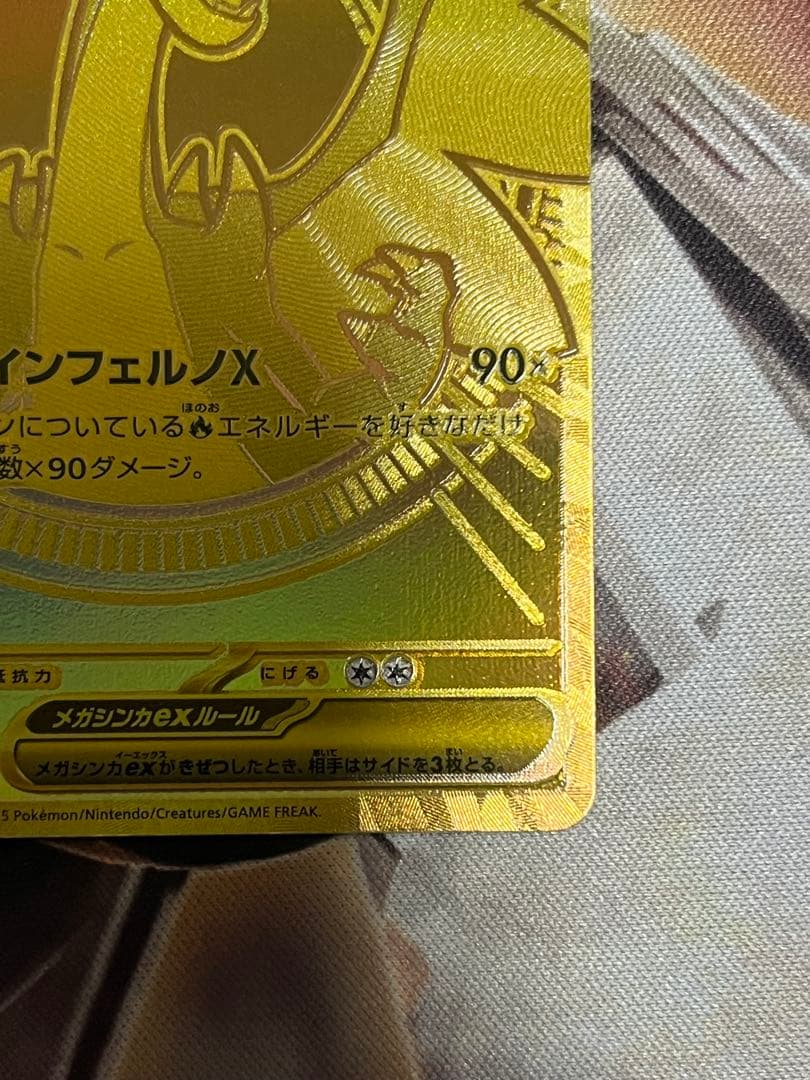 インフェルノX 90×
ンについているエネルギーを好きなだけ
数×90ダメージ。
抵抗力 にげる
メガシンカexルール
メガシンカexがきぜつしたとき、相手はサイドを3枚とる。
5 Pokémon/Nintendo/Creatures/GAME FREAK.